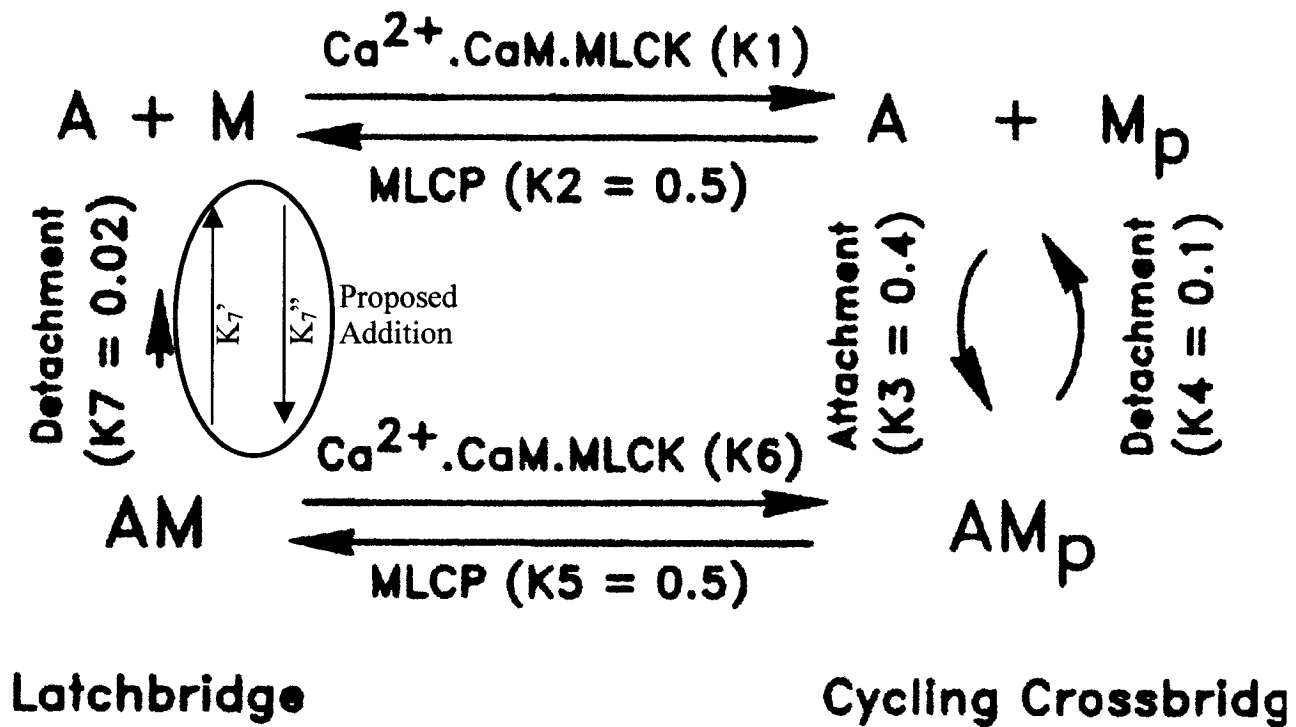 Ca²⁺.CaM.MLCK (K1)
A + M
A + Mp
MLCP (K2 = 0.5)
Detachment
(K7 = 0.02)
K₇'
K₇"
Proposed
Addition
Attachment
(K3 = 0.4)
Detachment
(K4 = 0.1)
Ca²⁺.CaM.MLCK (K6)
AM
AMp
MLCP (K5 = 0.5)
Latchbridge
Cycling Crossbridg